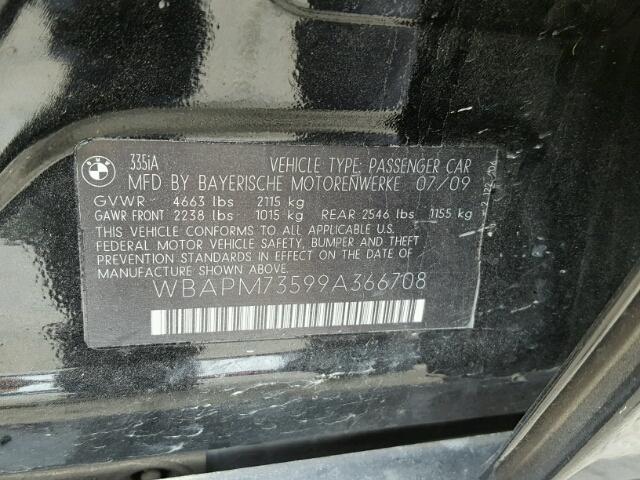 BMW
335iA VEHICLE TYPE: PASSENGER CAR
MFD BY BAYERISCHE MOTORENWERKE 07/09
GVWR 4663 lbs 2115 kg
GAWR FRONT 2238 lbs 1015 kg REAR 2546 lbs 1155 kg
THIS VEHICLE CONFORMS TO ALL APPLICABLE U.S.
FEDERAL MOTOR VEHICLE SAFETY, BUMPER AND THEFT
PREVENTION STANDARDS IN EFFECT ON THE DATE OF
MANUFACTURE SHOWN ABOVE.
WBAPM73599A366708